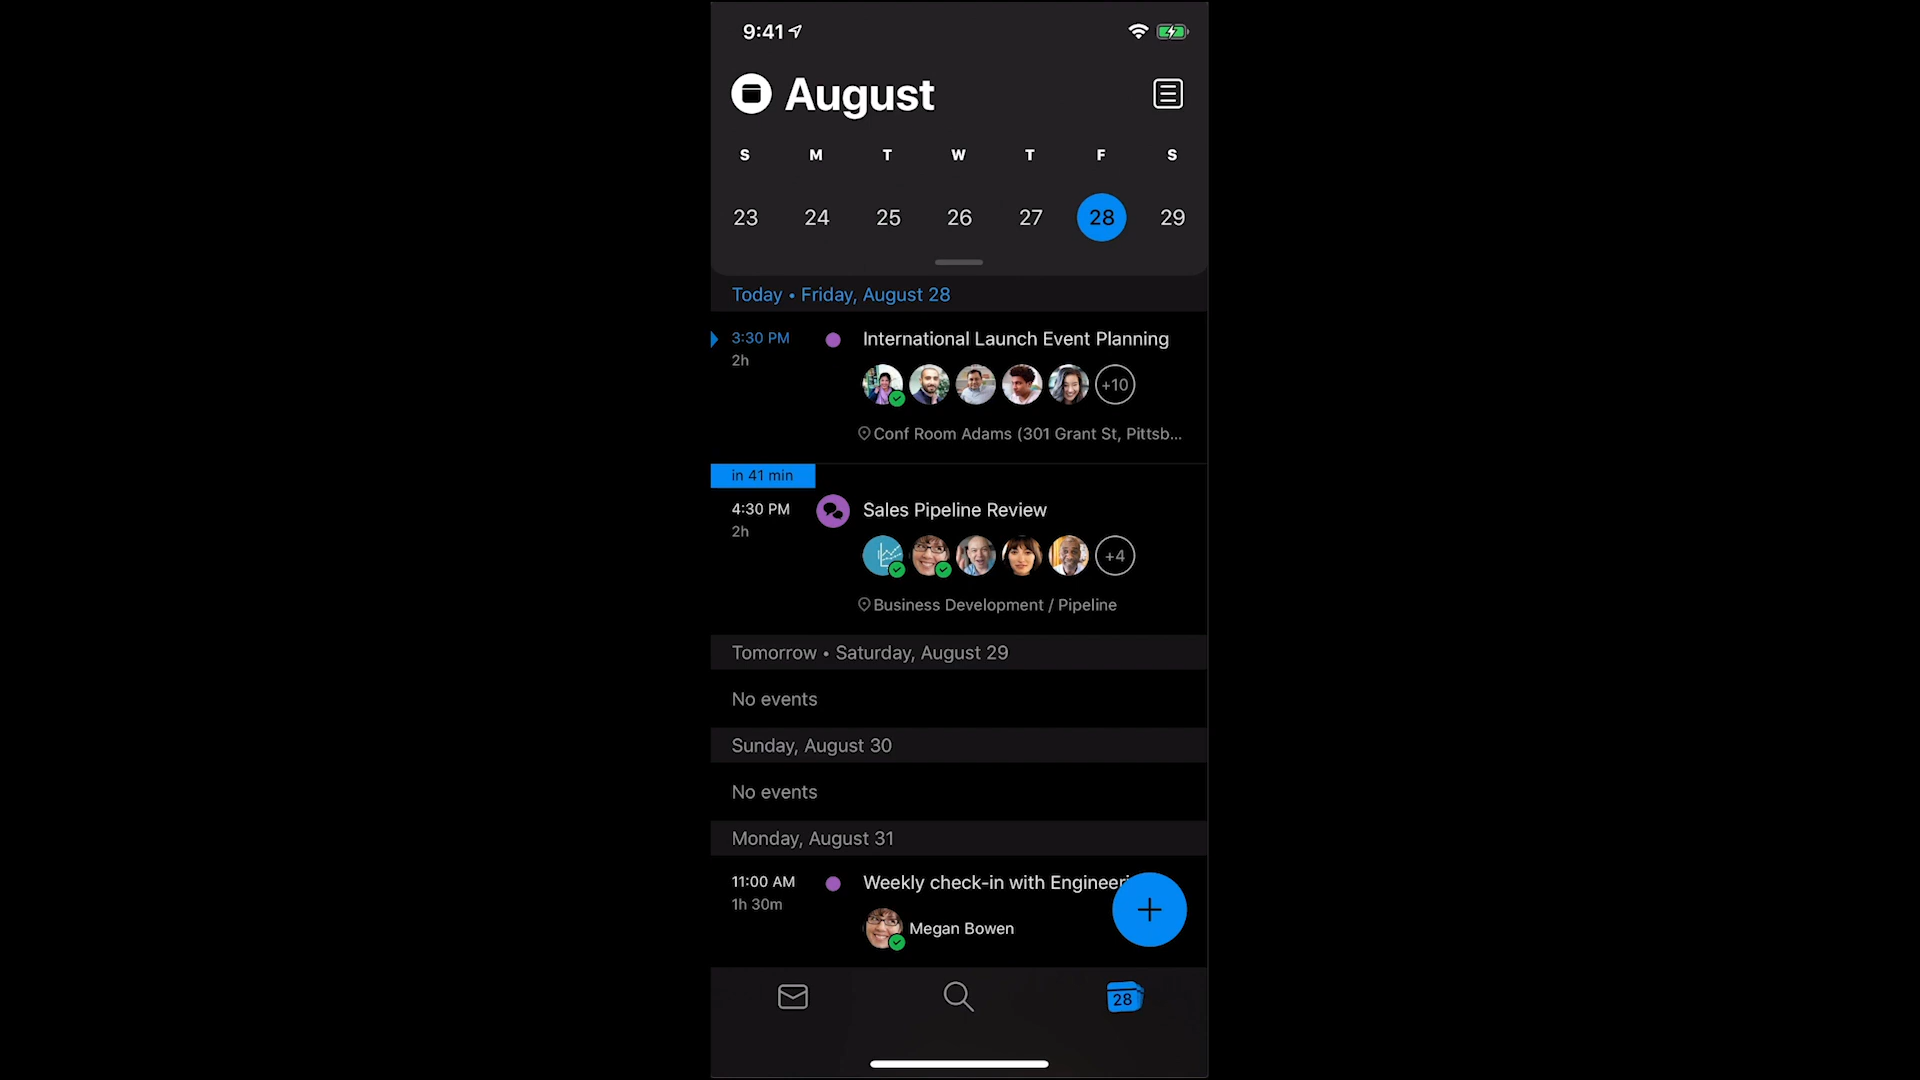 9:41
August
S M T W T F S
23 24 25 26 27 28 29
Today • Friday, August 28
3:30 PM International Launch Event Planning
2h
+10
Conf Room Adams (301 Grant St, Pittsb...
in 41 min
4:30 PM Sales Pipeline Review
2h
+4
Business Development / Pipeline
Tomorrow • Saturday, August 29
No events
Sunday, August 30
No events
Monday, August 31
11:00 AM Weekly check-in with Engineeri
1h 30m
Megan Bowen
28